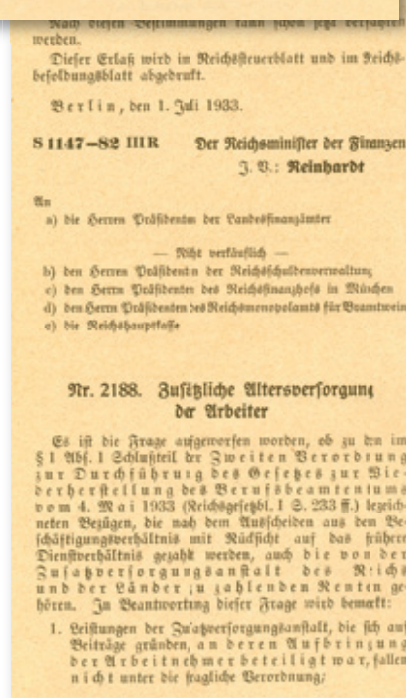 Nach diesen Bestimmungen kann schon jetzt verfahren
werden.
Dieser Erlaß wird im Reichssteuerblatt und im Reichs-
besoldungsblatt abgedruckt.
Berlin, den 1. Juli 1933.
S 1147—82 III R Der Reichsminister der Finanzen
J. V.: Reinhardt
An
a) die Herren Präsidenten der Landesfinanzämter
— Nicht verkäuflich —
b) den Herrn Präsidenten der Reichsschuldenverwaltung
c) den Herrn Präsidenten des Reichsfinanzhofs in München
d) den Herrn Präsidenten des Reichsmonopolamts für Branntwein
e) die Reichshauptkasse
Nr. 2188. Zusätzliche Altersversorgung
der Arbeiter
Es ist die Frage aufgeworfen worden, ob zu den im
§ 1 Abs. 1 Schlußteil der Zweiten Verordnung
zur Durchführung des Gesetzes zur Wie-
derherstellung des Berufsbeamtentums
vom 4. Mai 1933 (Reichsgesetzbl. I S. 233 ff.) bezeich-
neten Bezügen, die nach dem Ausscheiden aus dem Be-
schäftigungsverhältnis mit Rücksicht auf das frühere
Dienstverhältnis gezahlt werden, auch die von der
Zusatzversorgungsanstalt des Reichs
und der Länder zu zahlenden Renten ge-
hören. In Beantwortung dieser Frage wird bemerkt:
1. Leistungen der Zusatzversorgungsanstalt, die sich auf
Beiträge gründen, an deren Aufbringung
der Arbeitnehmer beteiligt war, fallen
nicht unter die fragliche Verordnung;